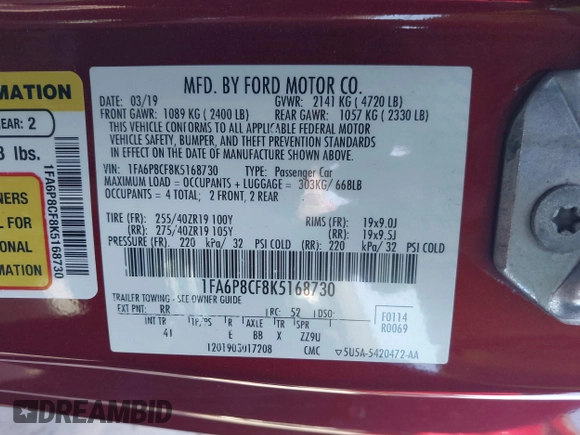 MATION
REAR: 2
8 lbs.
NERS
FOR
ONAL
RMATION
1FA6P8CF8K5168730
MFD. BY FORD MOTOR CO.
DATE: 03/19 GVWR: 2141 KG ( 4720 LB)
FRONT GAWR: 1089 KG ( 2400 LB) REAR GAWR: 1057 KG ( 2330 LB)
THIS VEHICLE CONFORMS TO ALL APPLICABLE FEDERAL MOTOR
VEHICLE SAFETY, BUMPER, AND THEFT PREVENTION STANDARDS
IN EFFECT ON THE DATE OF MANUFACTURE SHOWN ABOVE.
VIN: 1FA6P8CF8K5168730 TYPE: Passenger Car
MAXIMUM LOAD = OCCUPANTS + LUGGAGE = 303KG/ 668LB
OCCUPANTS = 4 TOTAL; 2 FRONT, 2 REAR
TIRE (FR): 255/40ZR19 100Y RIMS (FR): 19x9.0J
(RR): 275/40ZR19 105Y (RR): 19x9.5J
PRESSURE (FR): 220 kPa/ 32 PSI COLD (RR): 220 kPa/ 32 PSI COLD
1FA6P8CF8K5168730
TRAILER TOWING - SEE OWNER GUIDE
EXT PNT: RR RC: 52 DSO: F0114
R0069
INT TR TP/PS R AXLE TR SPR
41 E BB X ZZ9U
CMC ▽5U5A-5420472-AA
DREAMBID